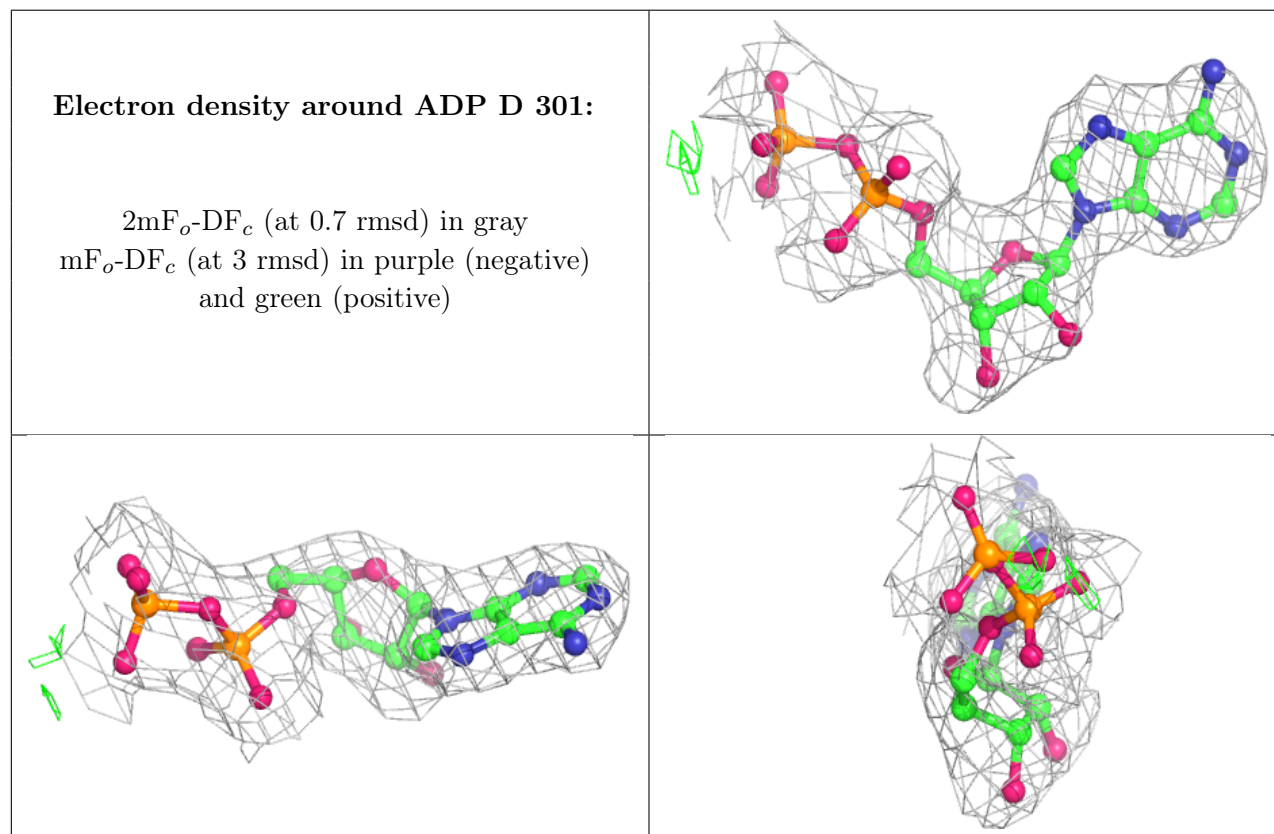 Electron density around ADP D 301:
2mFo-DFc (at 0.7 rmsd) in gray
mFo-DFc (at 3 rmsd) in purple (negative)
and green (positive)